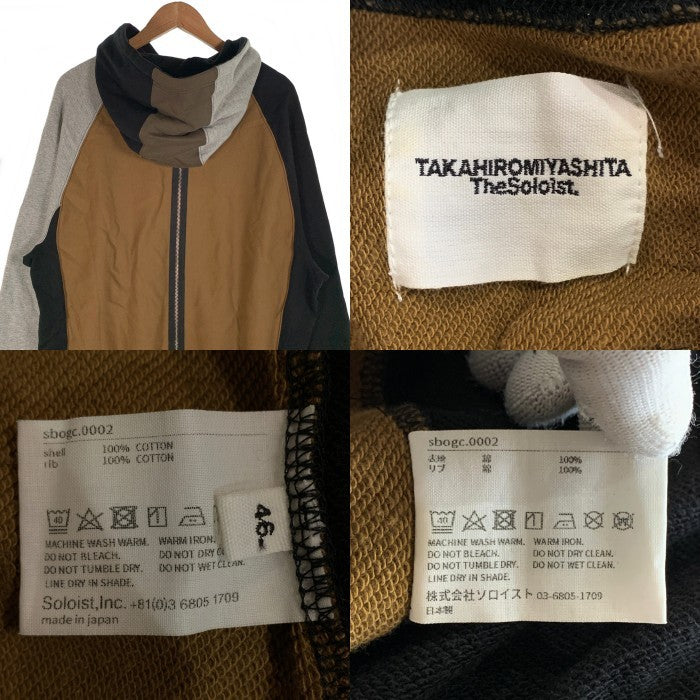 TAKAHIROMIYASHITA
TheSoloist.
sbogc.0002
shell 100% COTTON
rib 100% COTTON
40
MACHINE WASH WARM. WARM IRON.
DO NOT BLEACH. DO NOT DRY C
DO NOT TUMBLE DRY. DO NOT WET CLEAN.
LINE DRY IN SHADE.
Soloist,Inc. +81(0)3 6805 1709
made in japan
46
sbogc.0002
表地 綿 100%
リブ 綿 100%
40
MACHINE WASH WARM. WARM IRON.
DO NOT BLEACH. DO NOT DRY CLEAN.
DO NOT TUMBLE DRY. DO NOT WET CLEAN.
LINE DRY IN SHADE.
株式会社ソロイスト 03-6805-1709
日本製